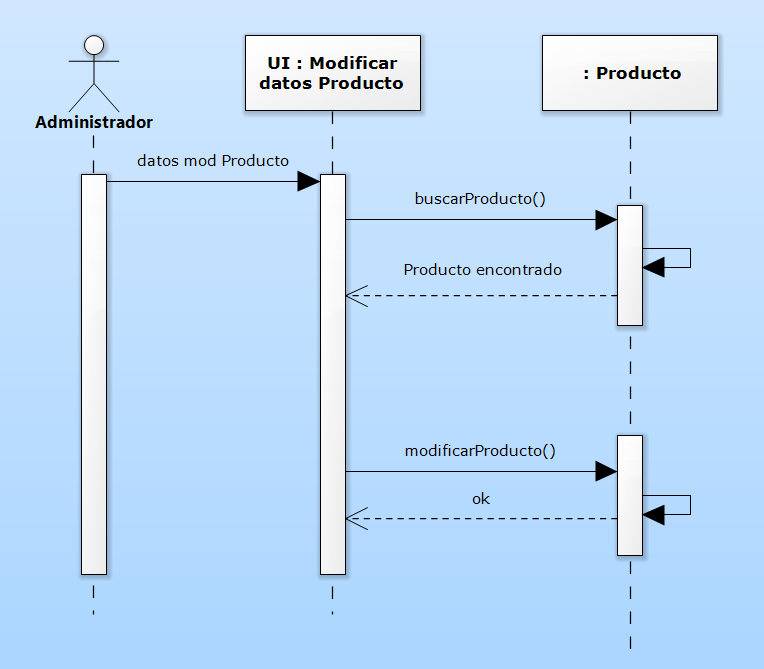 UI : Modificar
datos Producto
: Producto
Administrador
datos mod Producto
buscarProducto()
Producto encontrado
modificarProducto()
ok